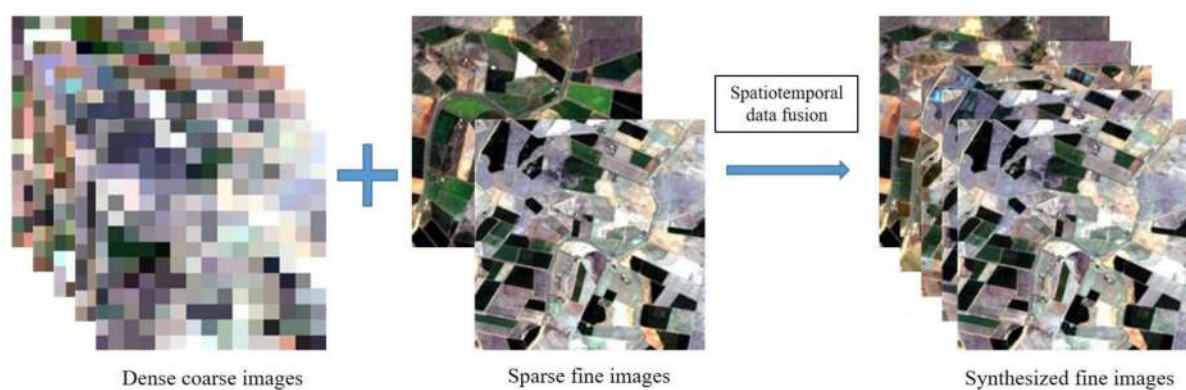 Spatiotemporal
data fusion
Dense coarse images
Sparse fine images
Synthesized fine images